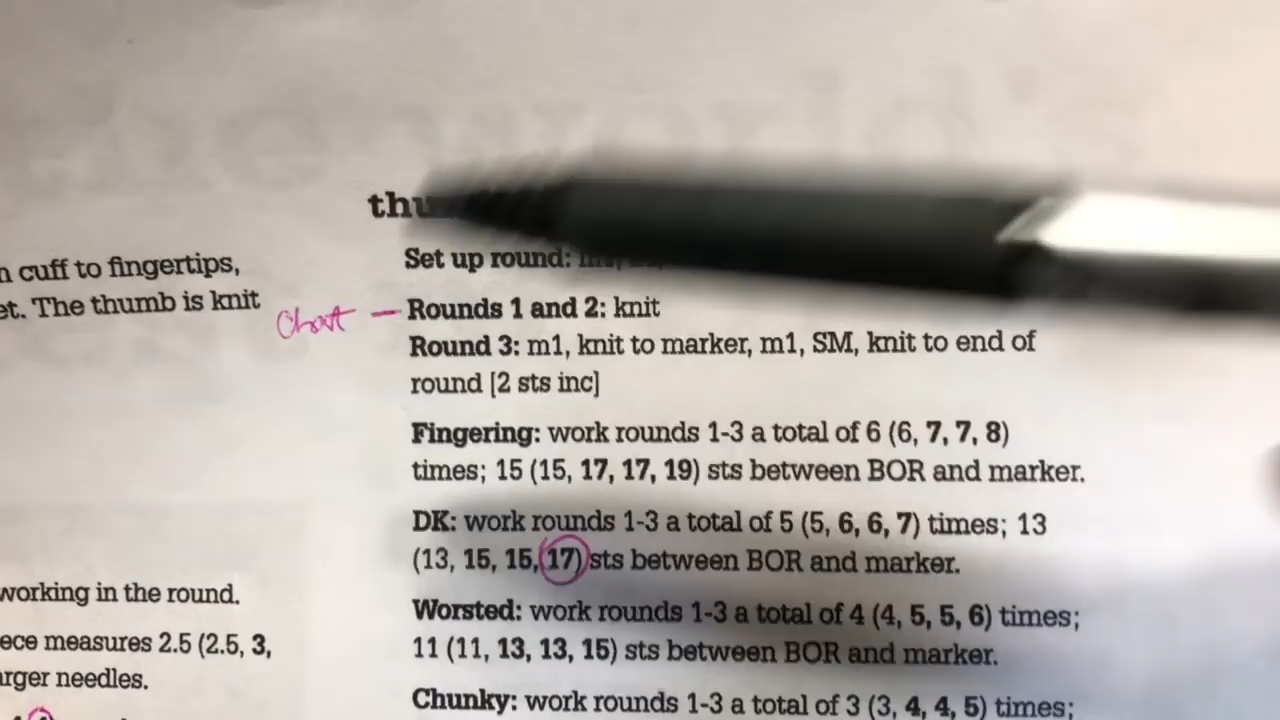 n cuff to fingertips,
et. The thumb is knit
working in the round.
ece measures 2.5 (2.5, 3,
arger needles.
thu
Set up round:
Chart — Rounds 1 and 2: knit
Round 3: m1, knit to marker, m1, SM, knit to end of
round [2 sts inc]
Fingering: work rounds 1-3 a total of 6 (6, 7, 7, 8)
times; 15 (15, 17, 17, 19) sts between BOR and marker.
DK: work rounds 1-3 a total of 5 (5, 6, 6, 7) times; 13
(13, 15, 15, 17) sts between BOR and marker.
Worsted: work rounds 1-3 a total of 4 (4, 5, 5, 6) times;
11 (11, 13, 13, 15) sts between BOR and marker.
Chunky: work rounds 1-3 a total of 3 (3, 4, 4, 5) times;